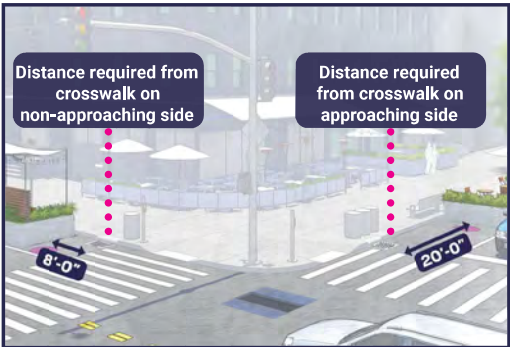 Distance required from
crosswalk on
non-approaching side
Distance required
from crosswalk on
approaching side
8'-0"
20'-0"